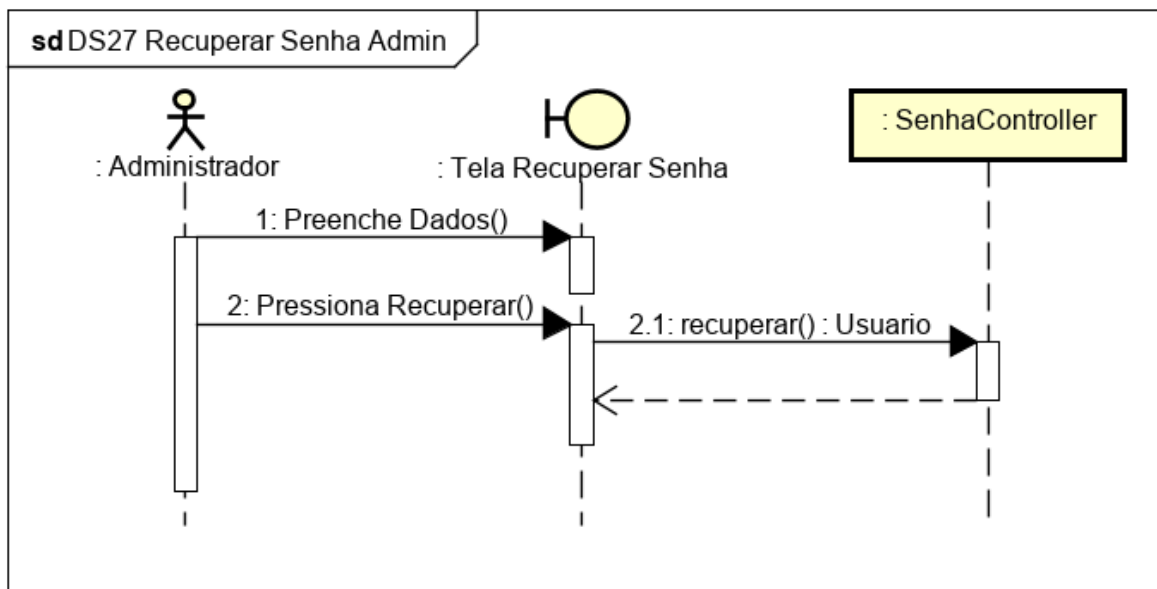 sd DS27 Recuperar Senha Admin
: Administrador
: Tela Recuperar Senha
: SenhaController
1: Preenche Dados()
2: Pressiona Recuperar()
2.1: recuperar() : Usuario